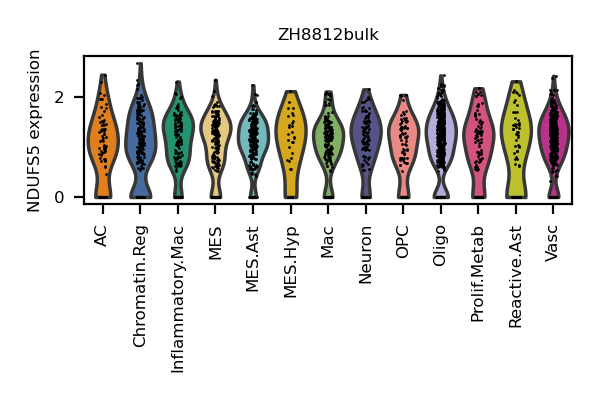 ZH8812bulk
NDUFS5 expression
2
0
AC
Chromatin.Reg
Inflammatory.Mac
MES
MES.Ast
MES.Hyp
Mac
Neuron
OPC
Oligo
Prolif.Metab
Reactive.Ast
Vasc